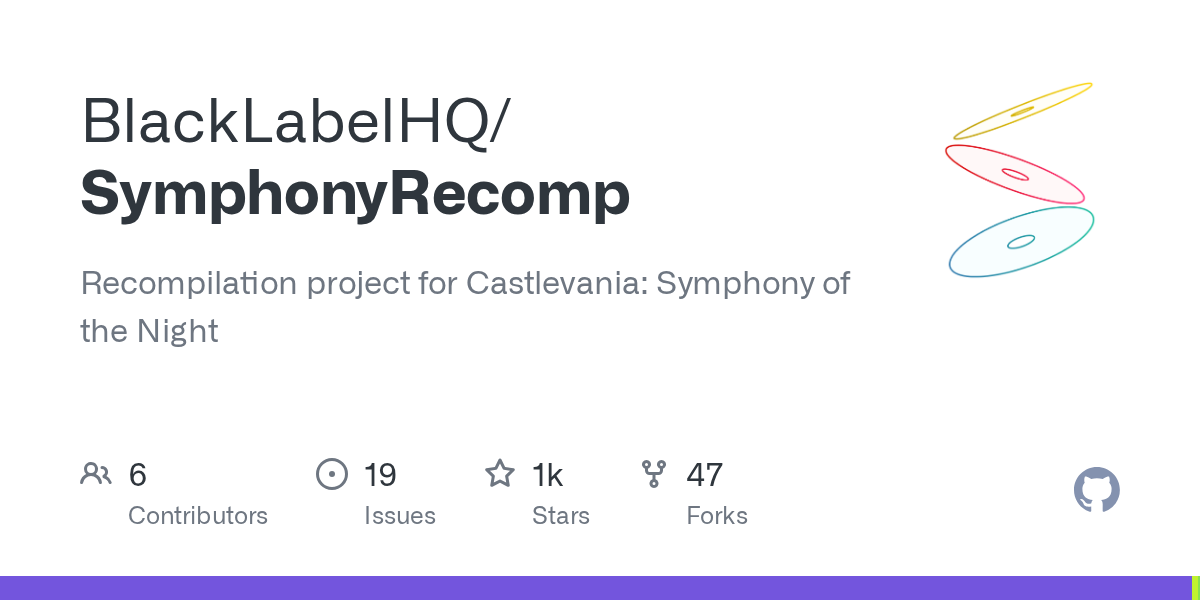 BlackLabelHQ/
SymphonyRecomp
Recompilation project for Castlevania: Symphony of
the Night
6
Contributors
19
Issues
1k
Stars
47
Forks